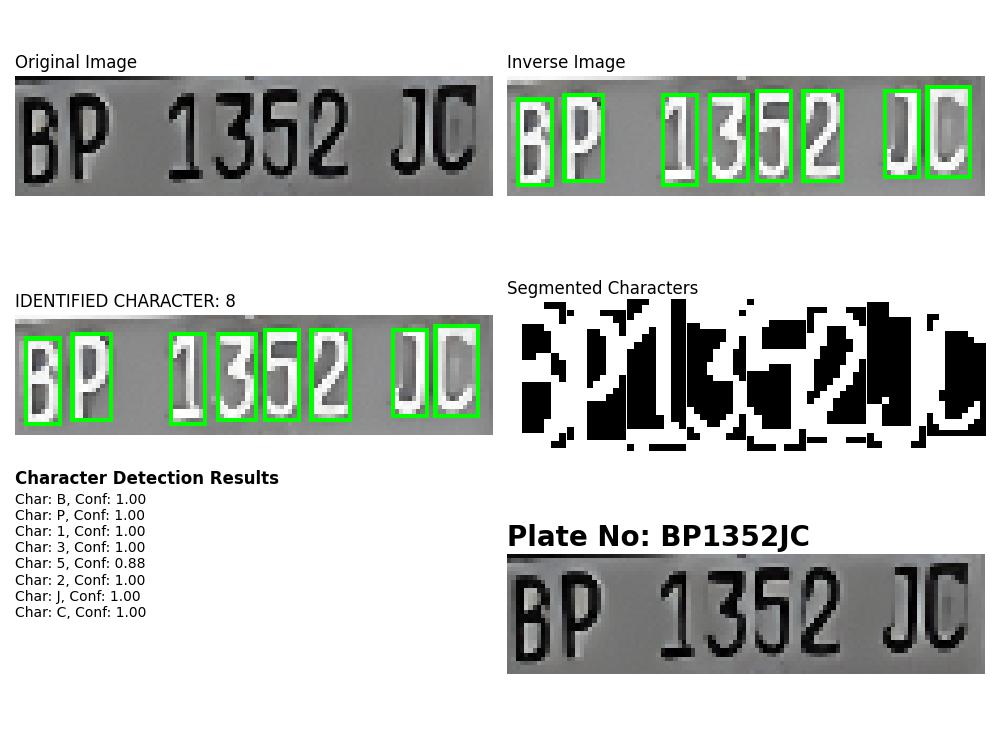 Original Image
BP 1352 JC
Inverse Image
BP 1352 JC
IDENTIFIED CHARACTER: 8
BP 1352 JC
Segmented Characters
Character Detection Results
Char: B, Conf: 1.00
Char: P, Conf: 1.00
Char: 1, Conf: 1.00
Char: 3, Conf: 1.00
Char: 5, Conf: 0.88
Char: 2, Conf: 1.00
Char: J, Conf: 1.00
Char: C, Conf: 1.00
Plate No: BP1352JC
BP 1352 JC